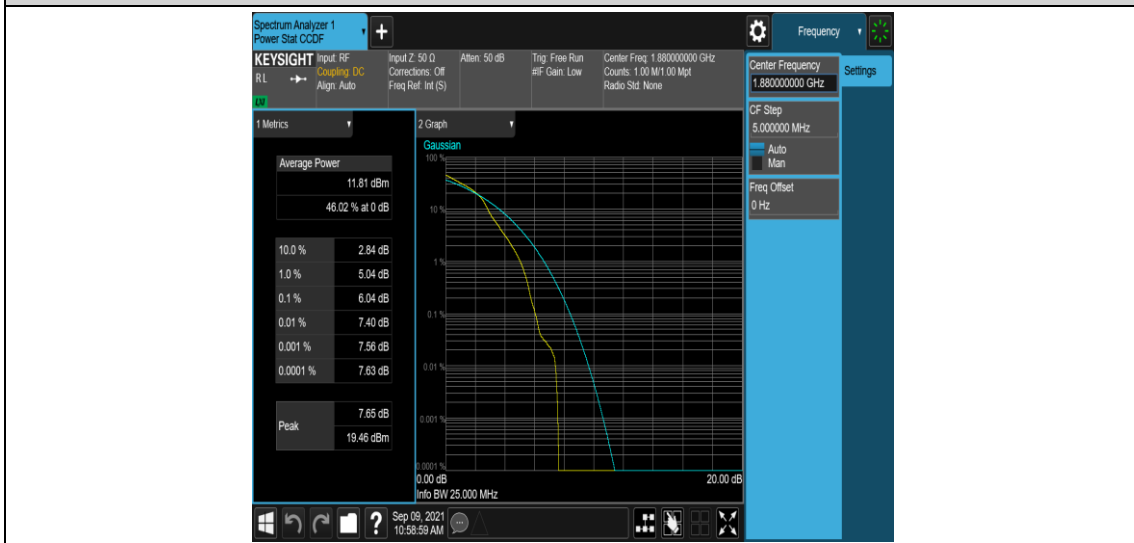 Spectrum Analyzer 1
Power Stat CCDF
+
Frequency
KEYSIGHT
RL
LXI
Input: RF
Coupling: DC
Align: Auto
Input Z: 50 Ω
Corrections: Off
Freq Ref: Int (S)
Atten: 50 dB
Trig: Free Run
#IF Gain: Low
Center Freq: 1.880000000 GHz
Counts: 1.00 M/1.00 Mpt
Radio Std: None
Center Frequency
1.880000000 GHz
Settings
CF Step
5.000000 MHz
Auto
Man
Freq Offset
0 Hz
1 Metrics
Average Power
11.81 dBm
46.02 % at 0 dB
10.0 % 2.84 dB
1.0 % 5.04 dB
0.1 % 6.04 dB
0.01 % 7.40 dB
0.001 % 7.56 dB
0.0001 % 7.63 dB
Peak 7.65 dB
19.46 dBm
2 Graph
Gaussian
100 %
10 %
1 %
0.1 %
0.01 %
0.001 %
0.0001 %
0.00 dB 20.00 dB
Info BW 25.000 MHz
?
Sep 09, 2021
10:58:59 AM